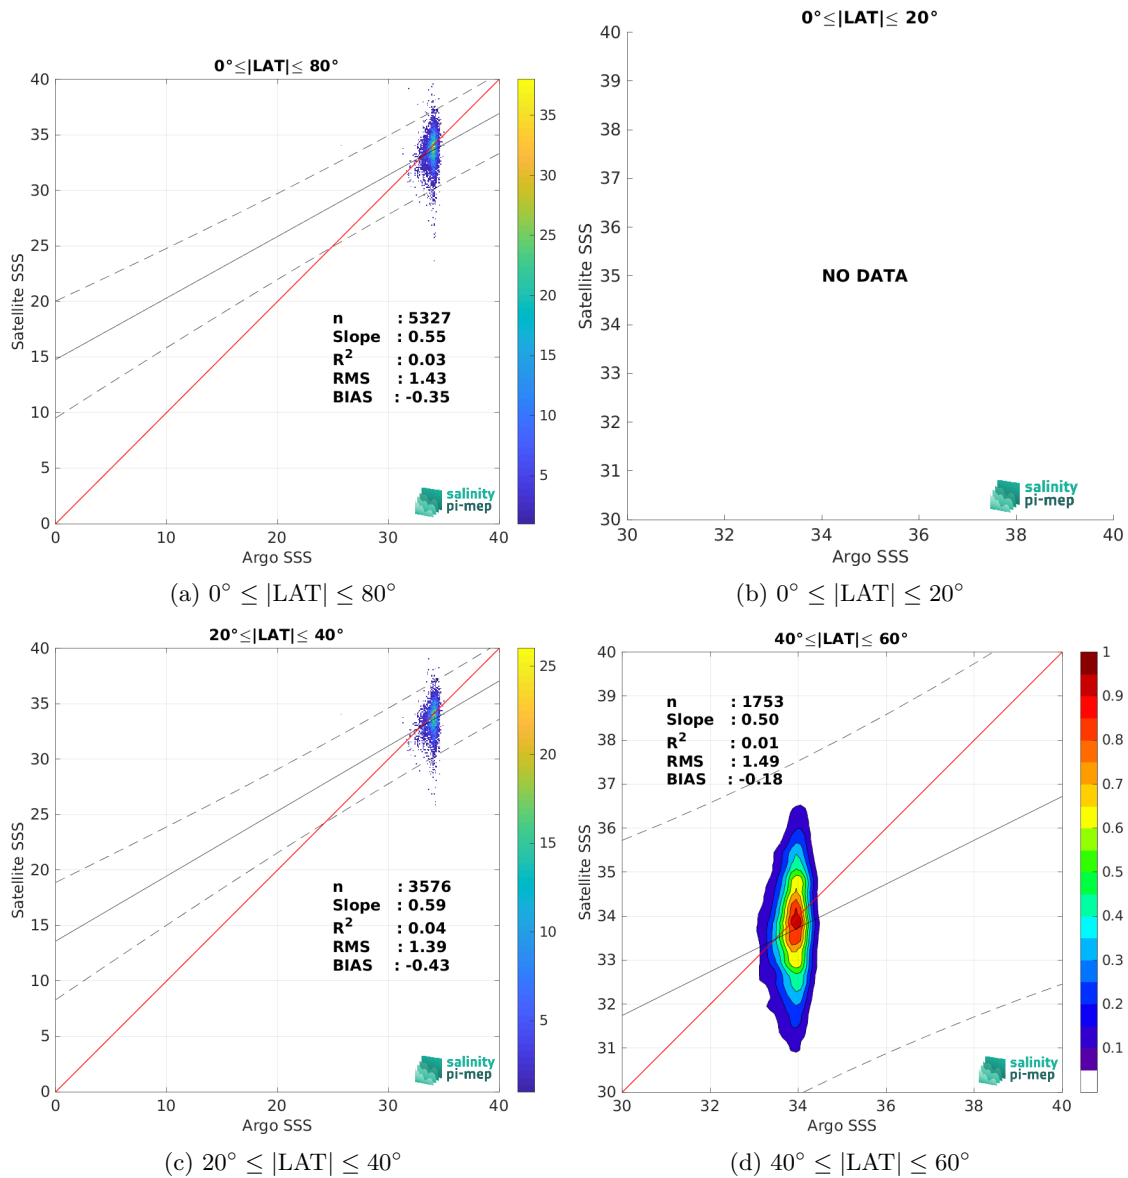 0°≤|LAT|≤ 80°
40
35
30
25
20
15
10
5
0
Satellite SSS
n : 5327
Slope : 0.55
R2 : 0.03
RMS : 1.43
BIAS : -0.35
salinity
pi-mep
0 10 20 30 40
Argo SSS
35
30
25
20
15
10
5
(a) 0° ≤ |LAT| ≤ 80°
0°≤|LAT|≤ 20°
40
39
38
37
36
35
34
33
32
31
30
Satellite SSS
NO DATA
salinity
pi-mep
30 32 34 36 38 40
Argo SSS
(b) 0° ≤ |LAT| ≤ 20°
20°≤|LAT|≤ 40°
40
35
30
25
20
15
10
5
0
Satellite SSS
n : 3576
Slope : 0.59
R2 : 0.04
RMS : 1.39
BIAS : -0.43
salinity
pi-mep
0 10 20 30 40
Argo SSS
25
20
15
10
5
(c) 20° ≤ |LAT| ≤ 40°
40°≤|LAT|≤ 60°
40
39
38
37
36
35
34
33
32
31
30
Satellite SSS
n : 1753
Slope : 0.50
R2 : 0.01
RMS : 1.49
BIAS : -0.18
salinity
pi-mep
30 32 34 36 38 40
Argo SSS
1
0.9
0.8
0.7
0.6
0.5
0.4
0.3
0.2
0.1
(d) 40° ≤ |LAT| ≤ 60°